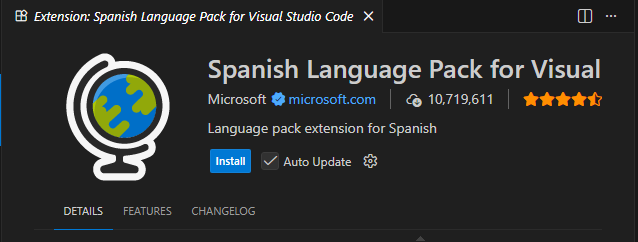 Extension: Spanish Language Pack for Visual Studio Code
Spanish Language Pack for Visual
Microsoft microsoft.com 10,719,611
Language pack extension for Spanish
Install Auto Update
DETAILS FEATURES CHANGELOG